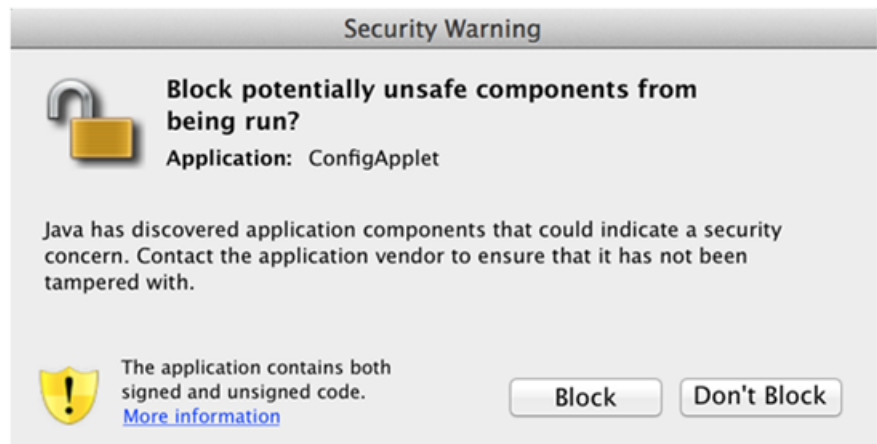 Security Warning
Block potentially unsafe components from
being run?
Application: ConfigApplet
Java has discovered application components that could indicate a security
concern. Contact the application vendor to ensure that it has not been
tampered with.
The application contains both
signed and unsigned code.
More information
Block
Don't Block